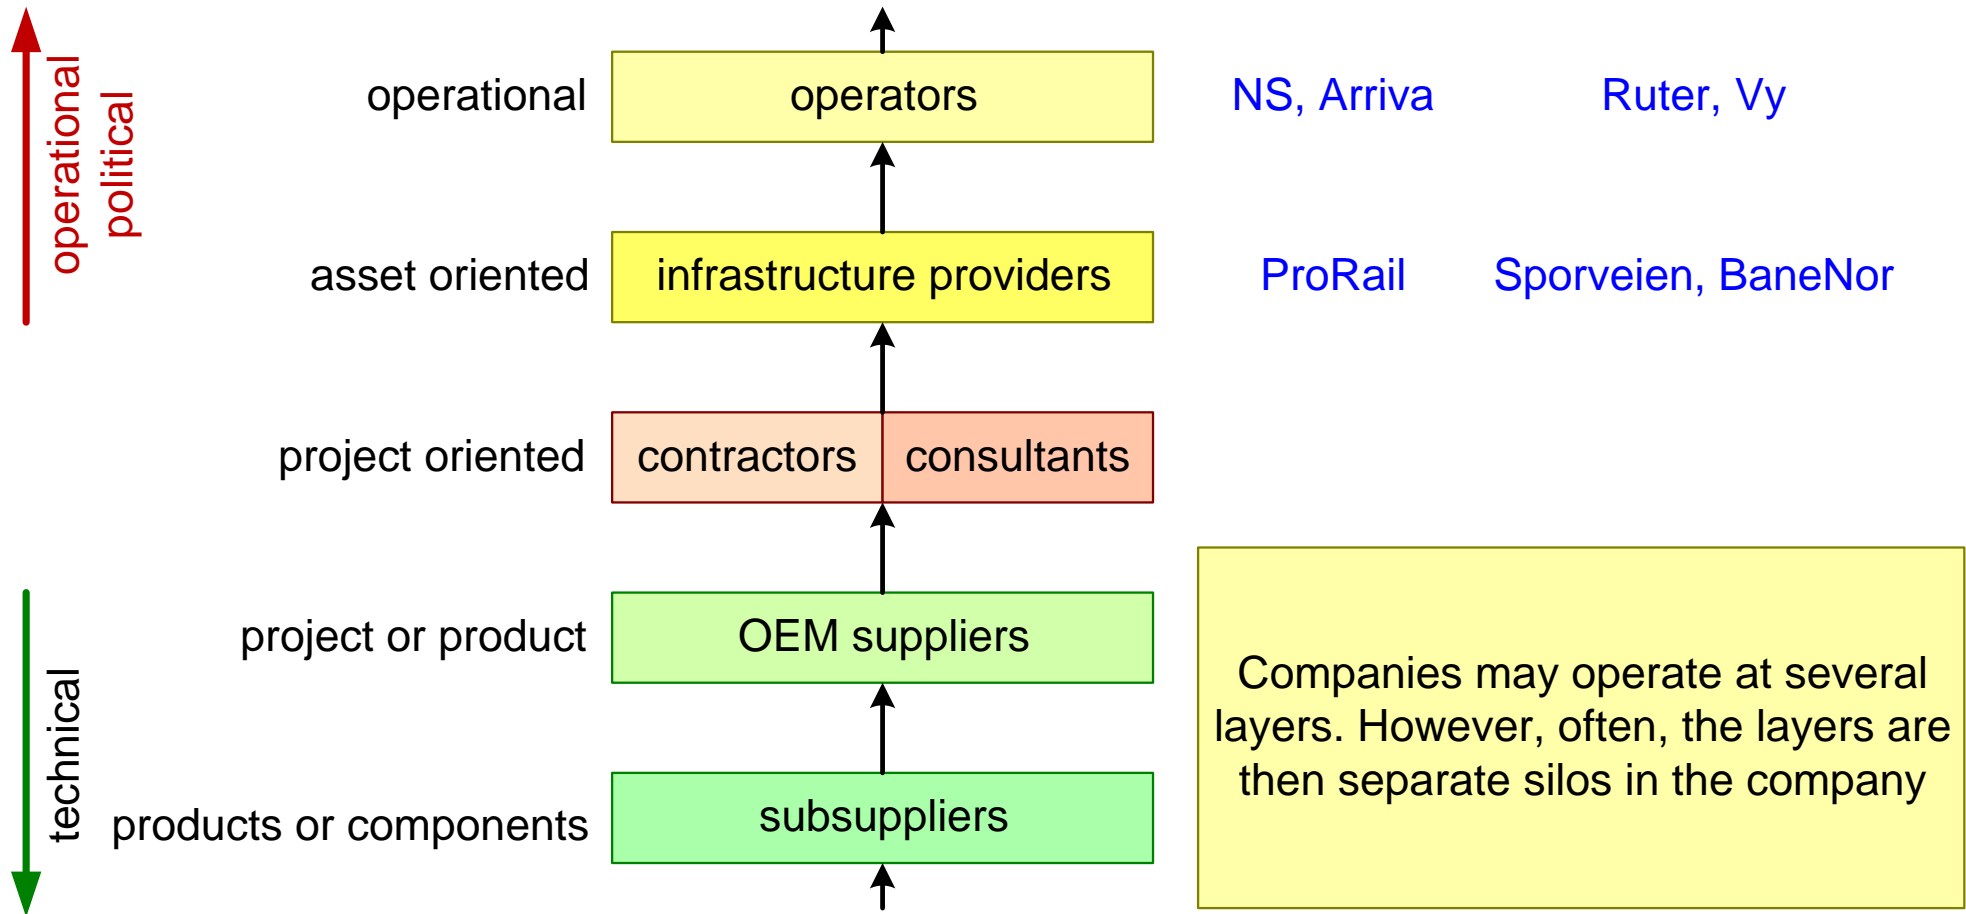 operational
political
operational
operators
NS, Arriva
Ruter, Vy
asset oriented
infrastructure providers
ProRail
Sporveien, BaneNor
project oriented
contractors
consultants
project or product
OEM suppliers
technical
products or components
subsuppliers
Companies may operate at several
layers. However, often, the layers are
then separate silos in the company